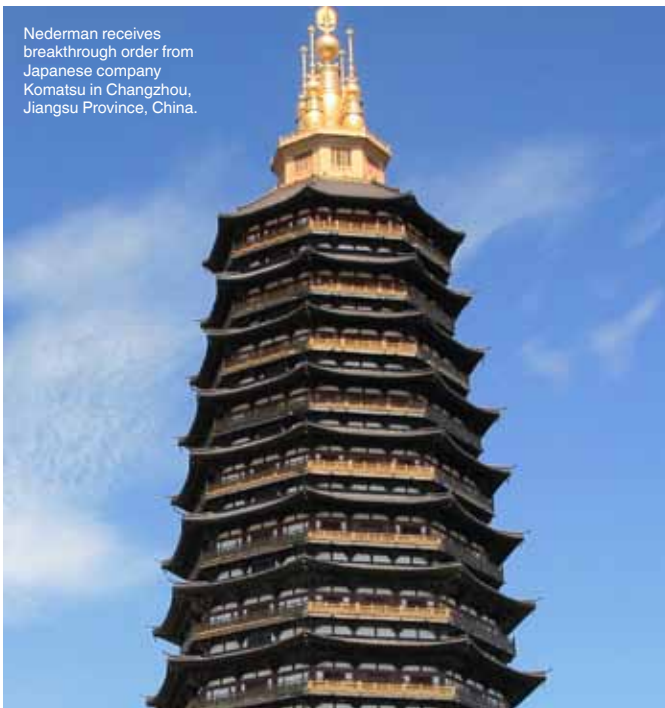 Nederman receives
breakthrough order from
Japanese company
Komatsu in Changzhou,
Jiangsu Province, China.